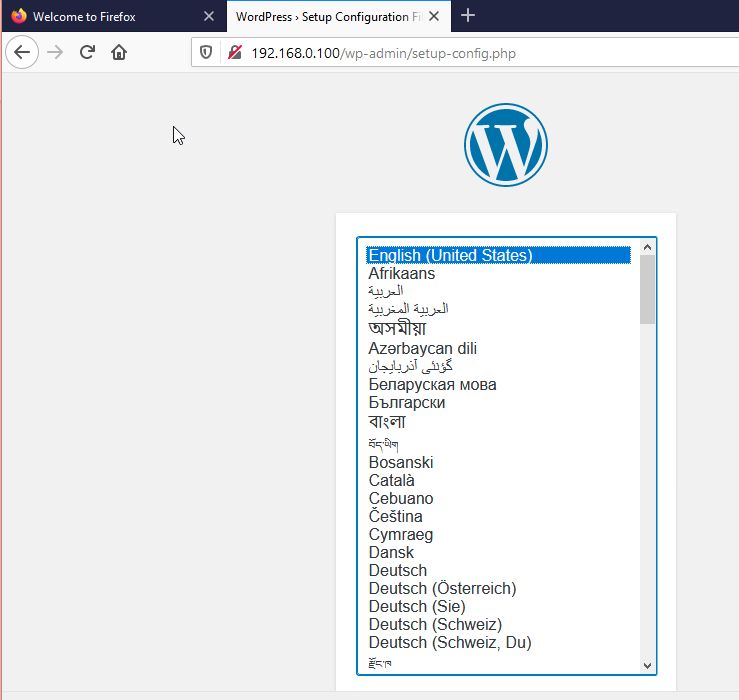 Welcome to Firefox
WordPress › Setup Configuration Fi
192.168.0.100/wp-admin/setup-config.php
English (United States)
Afrikaans
العربية
العربية المغربية
অসমীয়া
Azərbaycan dili
گؤنئی آذربایجان
Беларуская мова
Български
বাংলা
བོད་ཡིག
Bosanski
Català
Cebuano
Čeština
Cymraeg
Dansk
Deutsch
Deutsch (Österreich)
Deutsch (Sie)
Deutsch (Schweiz)
Deutsch (Schweiz, Du)
རྫོང་ཁ